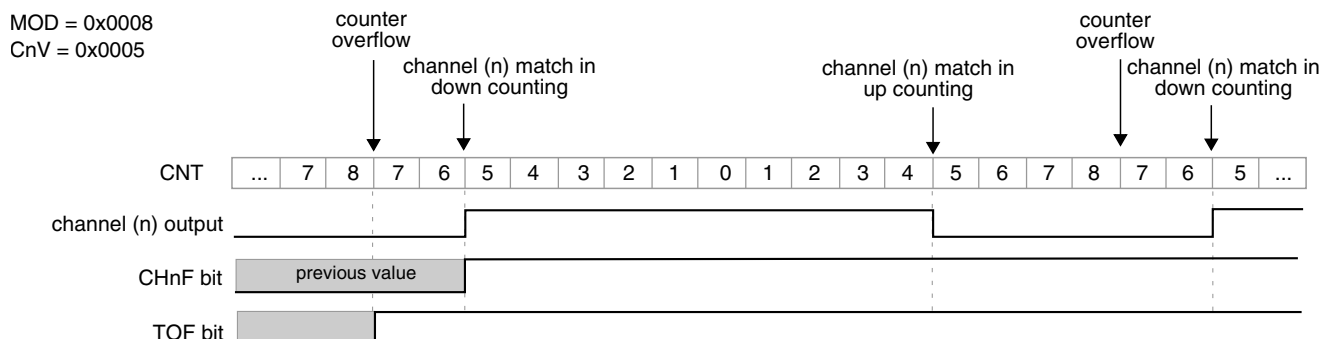 MOD = 0x0008
CnV = 0x0005
counter
overflow
channel (n) match in
down counting
channel (n) match in
up counting
counter
overflow
channel (n) match in
down counting
CNT ... 7 8 7 6 5 4 3 2 1 0 1 2 3 4 5 6 7 8 7 6 5 ...
channel (n) output
CHnF bit previous value
TOF bit